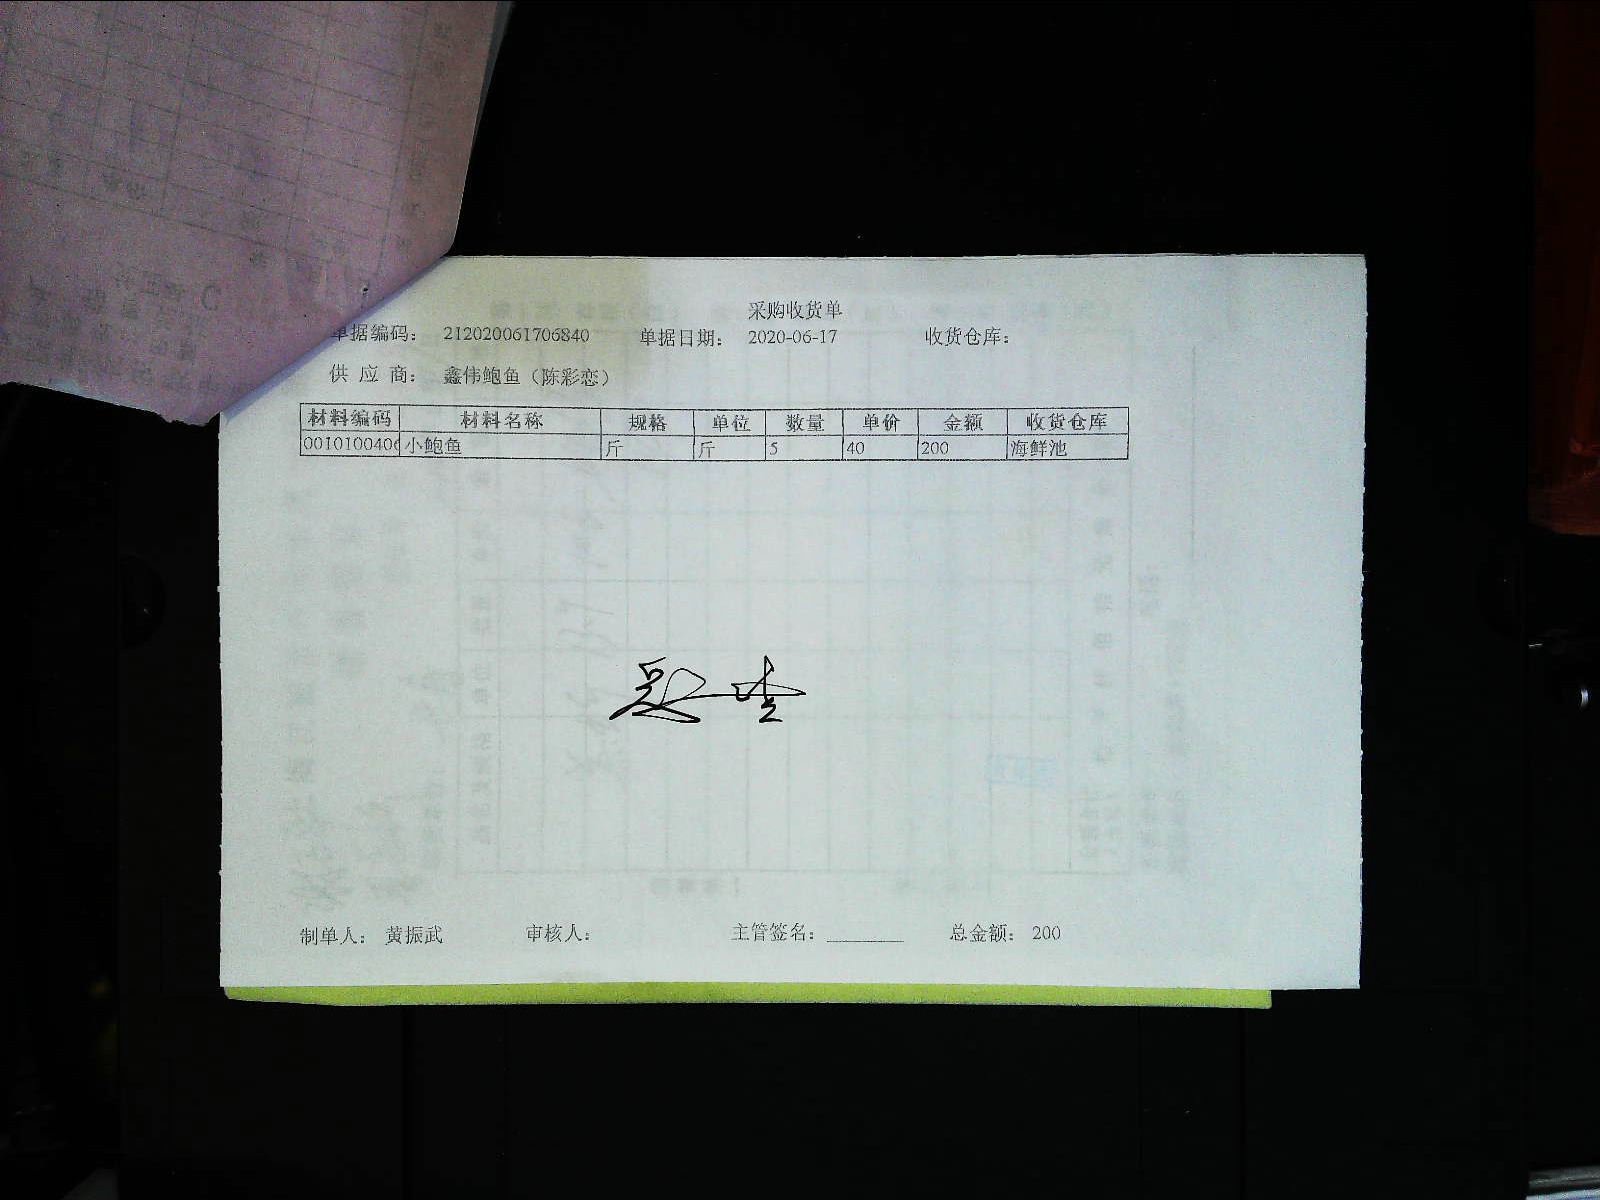 采购收货单
单据编码： 212020061706840 单据日期： 2020-06-17 收货仓库：
供 应 商： 鑫伟鲍鱼（陈彩恋）
材料编码 材料名称 规格 单位 数量 单价 金额 收货仓库
0010100406 小鲍鱼 斤 斤 5 40 200 海鲜池
制单人： 黄振武 审核人： 主管签名： ________ 总金额： 200